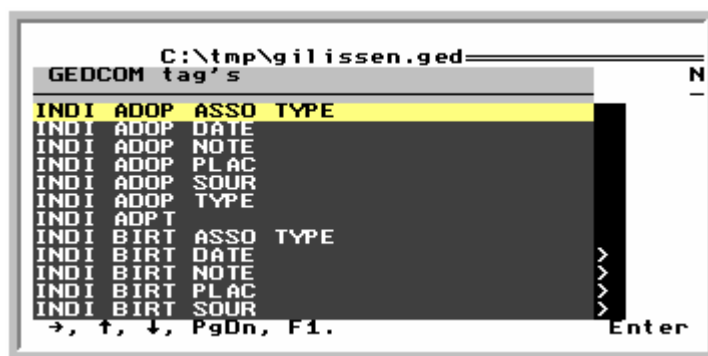 C:\tmp\gilissen.ged
GEDCOM tag's N
INDI ADOP ASSO TYPE
INDI ADOP DATE
INDI ADOP NOTE
INDI ADOP PLAC
INDI ADOP SOUR
INDI ADOP TYPE
INDI ADPT
INDI BIRT ASSO TYPE
INDI BIRT DATE >
INDI BIRT NOTE >
INDI BIRT PLAC >
INDI BIRT SOUR >
→, ↑, ↓, PgDn, F1. Enter